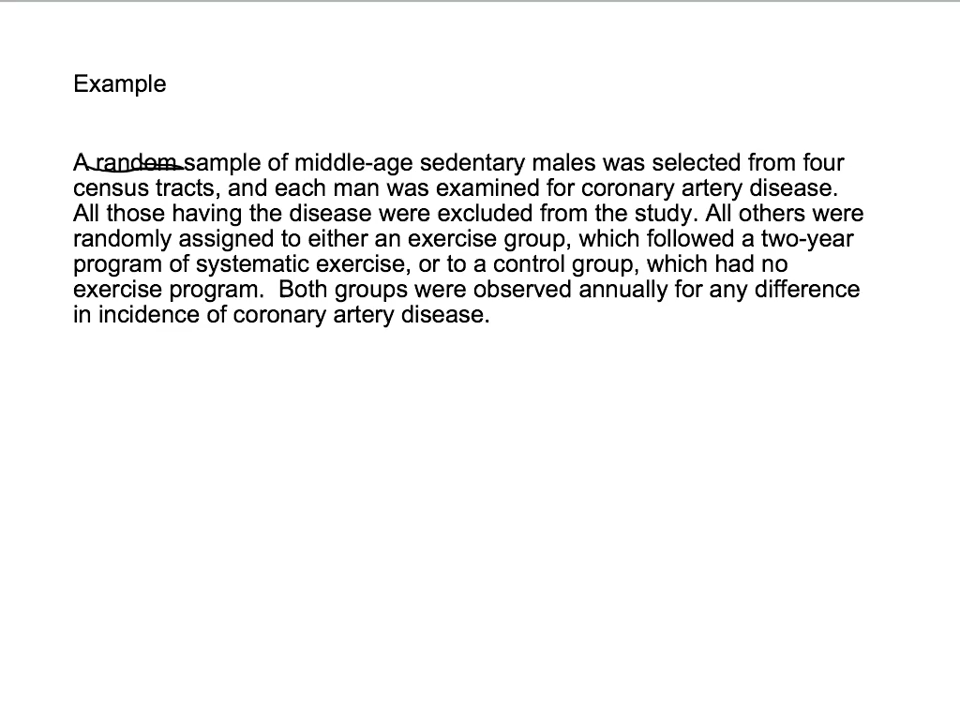 Example
A random sample of middle-age sedentary males was selected from four
census tracts, and each man was examined for coronary artery disease.
All those having the disease were excluded from the study. All others were
randomly assigned to either an exercise group, which followed a two-year
program of systematic exercise, or to a control group, which had no
exercise program.  Both groups were observed annually for any difference
in incidence of coronary artery disease.